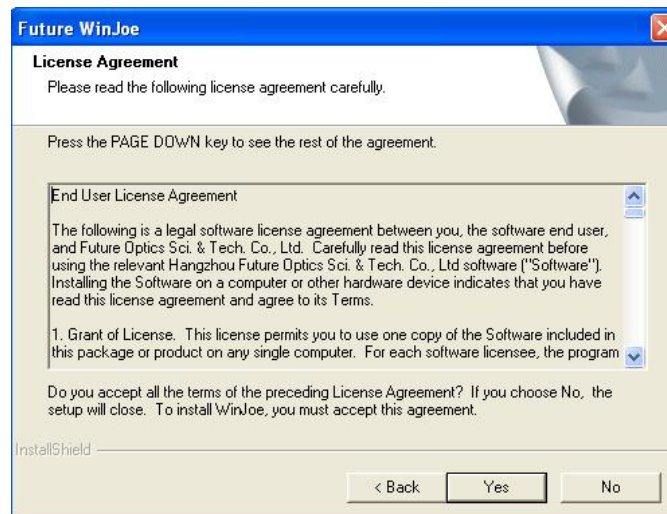 Future WinJoe
License Agreement
Please read the following license agreement carefully.
Press the PAGE DOWN key to see the rest of the agreement.
End User License Agreement
The following is a legal software license agreement between you, the software end user,
and Future Optics Sci. & Tech. Co., Ltd.  Carefully read this license agreement before
using the relevant Hangzhou Future Optics Sci. & Tech. Co., Ltd software ("Software").
Installing the Software on a computer or other hardware device indicates that you have
read this license agreement and agree to its Terms.
1. Grant of License.  This license permits you to use one copy of the Software included in
this package or product on any single computer.  For each software licensee, the program
Do you accept all the terms of the preceding License Agreement?  If you choose No,  the
setup will close.  To install WinJoe, you must accept this agreement.
InstallShield
< Back
Yes
No